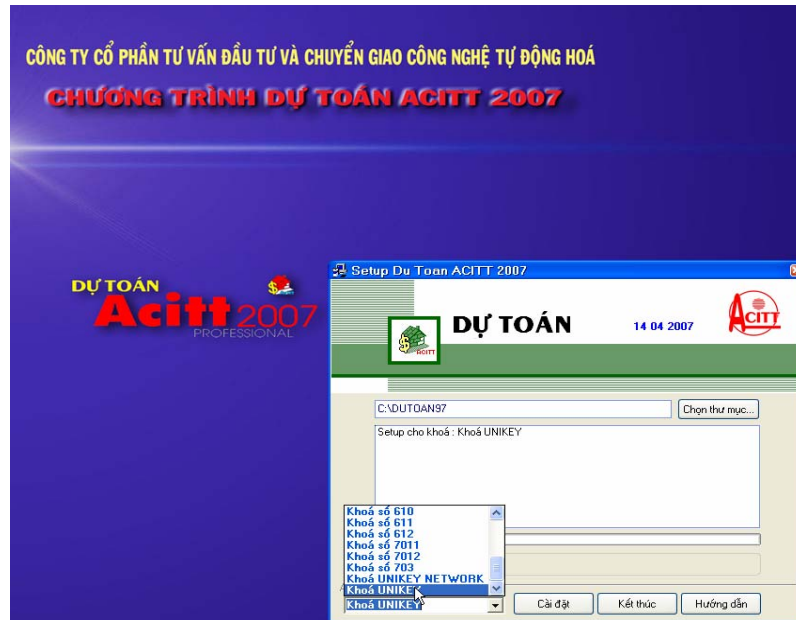 CÔNG TY CỔ PHẦN TƯ VẤN ĐẦU TƯ VÀ CHUYỂN GIAO CÔNG NGHỆ TỰ ĐỘNG HOÁ
CHƯƠNG TRÌNH DỰ TOÁN ACITT 2007
DỰ TOÁN
Acitt 2007
PROFESSIONAL
Setup Du Toan ACITT 2007
DỰ TOÁN
14 04 2007
ACITT
ACITT
C:\DUTOAN97
Chọn thư mục...
Setup cho khoá : Khoá UNIKEY
Khoá số 610
Khoá số 611
Khoá số 612
Khoá số 7011
Khoá số 7012
Khoá số 703
Khoá UNIKEY NETWORK
Khoá UNIKEY
Khoá UNIKEY
Cài đặt
Kết thúc
Hướng dẫn